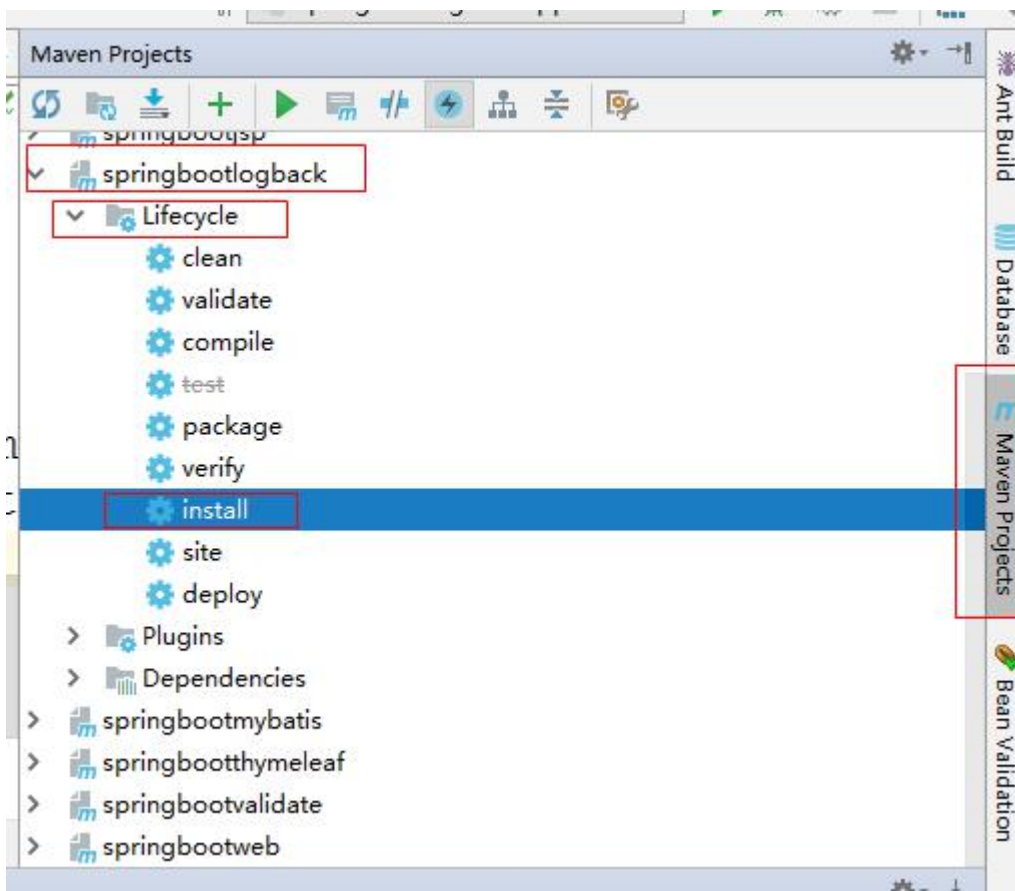 Maven Projects
springbootjsp
springbootlogback
Lifecycle
clean
validate
compile
test
package
verify
install
site
deploy
Plugins
Dependencies
springbootmybatis
springbootthymeleaf
springbootvalidate
springbootweb
Ant Build
Database
Maven Projects
Bean Validation